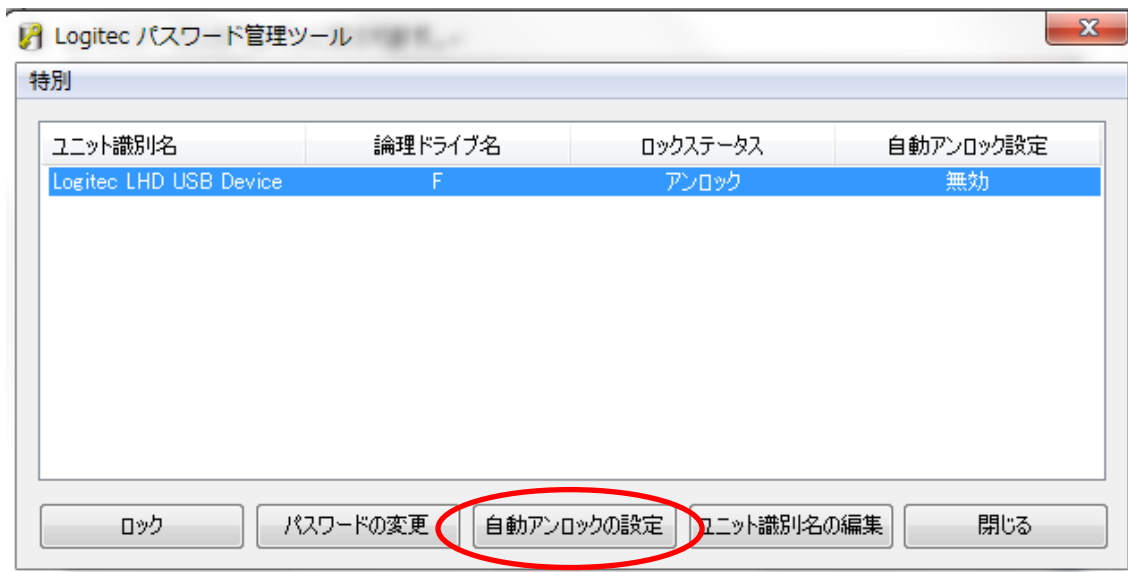 Logitec パスワード管理ツール
特別
ユニット識別名 論理ドライブ名 ロックステータス 自動アンロック設定
Logitec LHD USB Device F アンロック 無効
ロック パスワードの変更 自動アンロックの設定 ユニット識別名の編集 閉じる